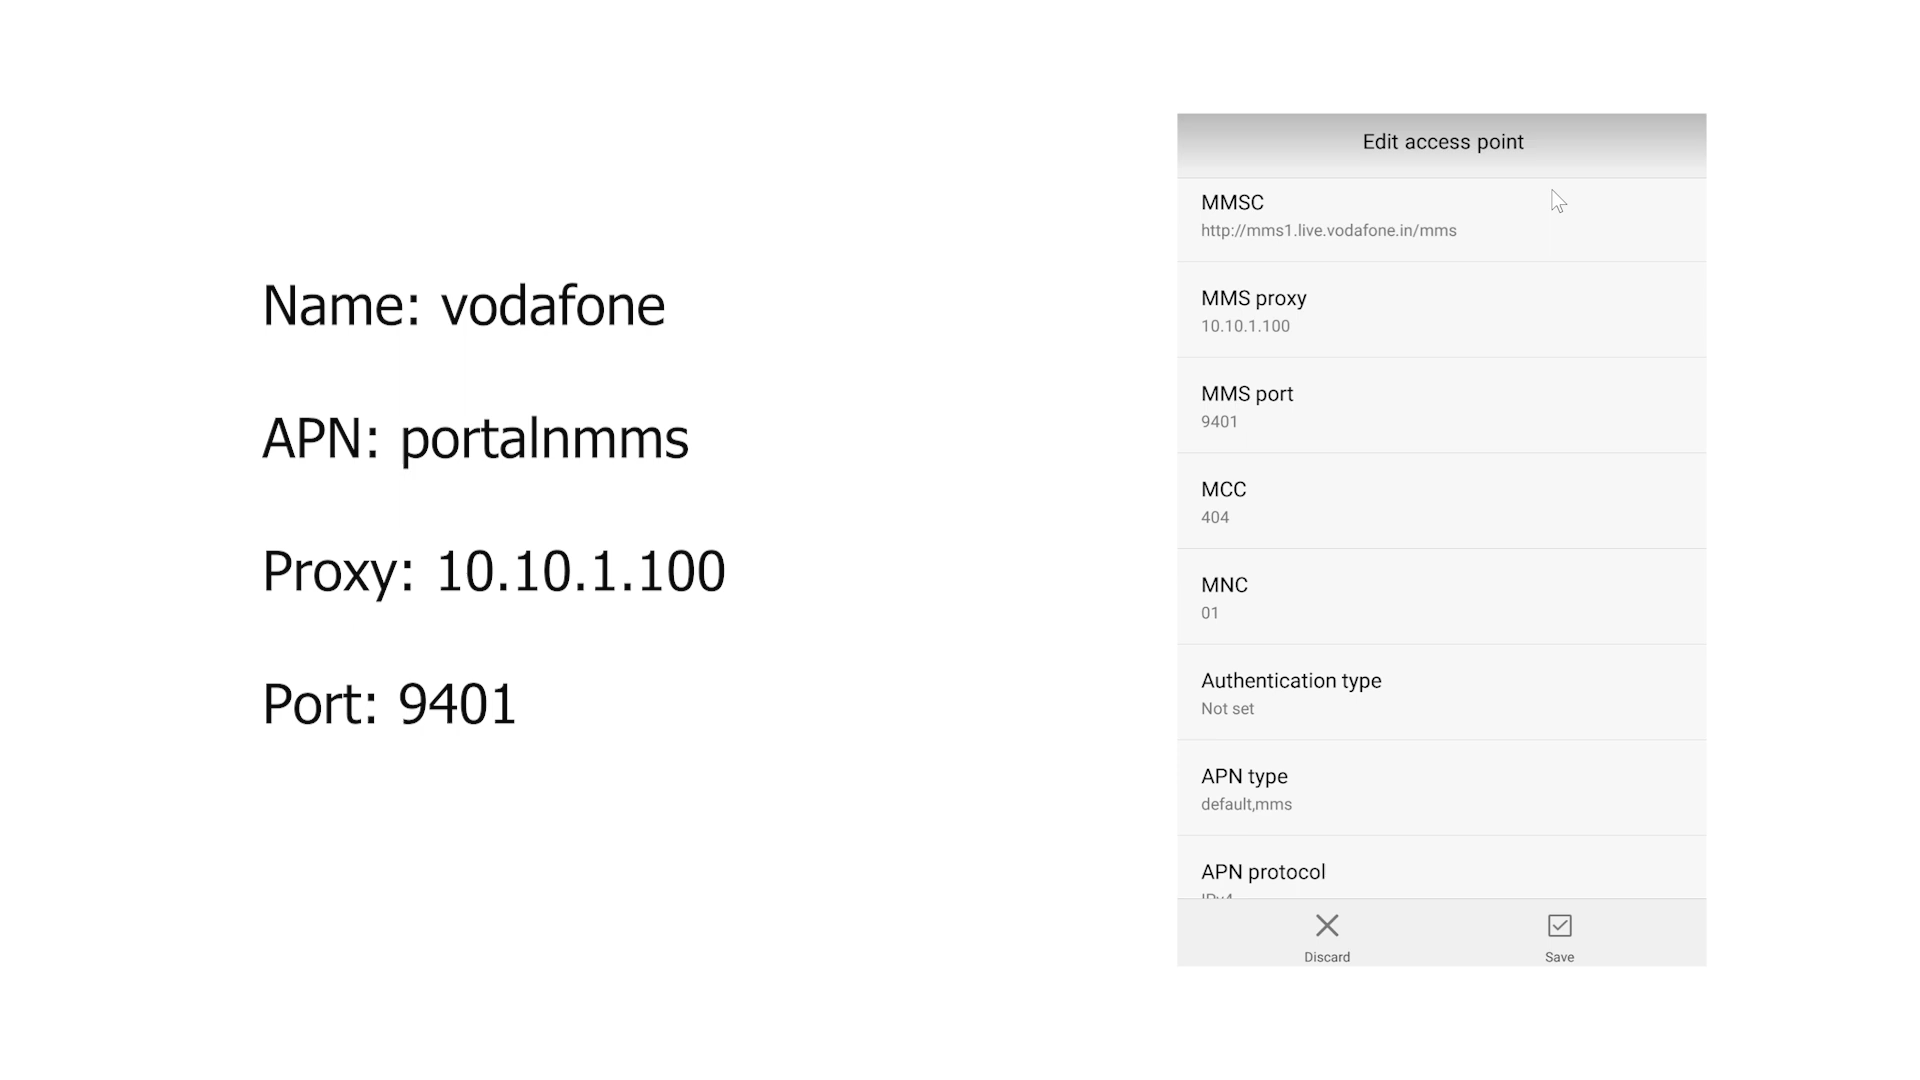 Name: vodafone
APN: portalnmms
Proxy: 10.10.1.100
Port: 9401
Edit access point
MMSC
http://mms1.live.vodafone.in/mms
MMS proxy
10.10.1.100
MMS port
9401
MCC
404
MNC
01
Authentication type
Not set
APN type
default,mms
APN protocol
IPv4
Discard
Save